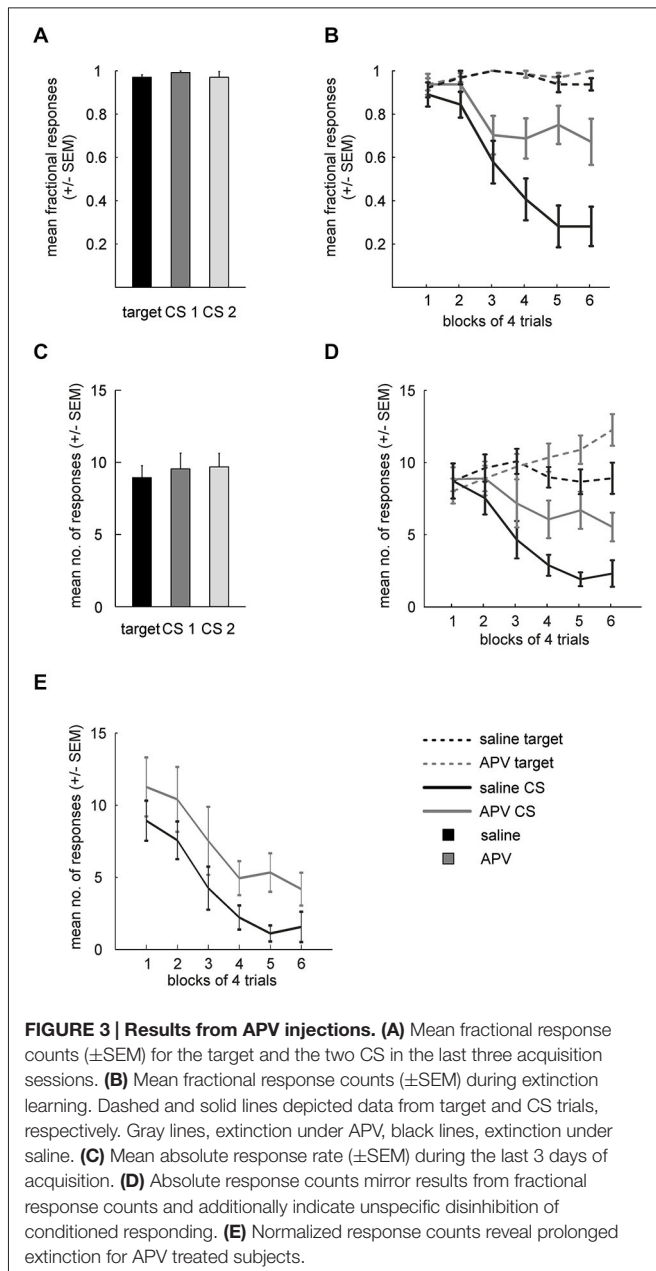 A
mean fractional responses
(+/- SEM)
1
0.8
0.6
0.4
0.2
target CS 1 CS 2
B
mean fractional responses
(+/- SEM)
1
0.8
0.6
0.4
0.2
1 2 3 4 5 6
blocks of 4 trials
C
mean no. of responses (+/- SEM)
15
10
5
0
target CS 1 CS 2
D
mean no. of responses (+/- SEM)
15
10
5
0
1 2 3 4 5 6
blocks of 4 trials
E
mean no. of responses (+/- SEM)
15
10
5
0
1 2 3 4 5 6
blocks of 4 trials
saline target
APV target
saline CS
APV CS
saline
APV
FIGURE 3 | Results from APV injections. (A) Mean fractional response
counts (±SEM) for the target and the two CS in the last three acquisition
sessions. (B) Mean fractional response counts (±SEM) during extinction
learning. Dashed and solid lines depicted data from target and CS trials,
respectively. Gray lines, extinction under APV, black lines, extinction under
saline. (C) Mean absolute response rate (±SEM) during the last 3 days of
acquisition. (D) Absolute response counts mirror results from fractional
response counts and additionally indicate unspecific disinhibition of
conditioned responding. (E) Normalized response counts reveal prolonged
extinction for APV treated subjects.